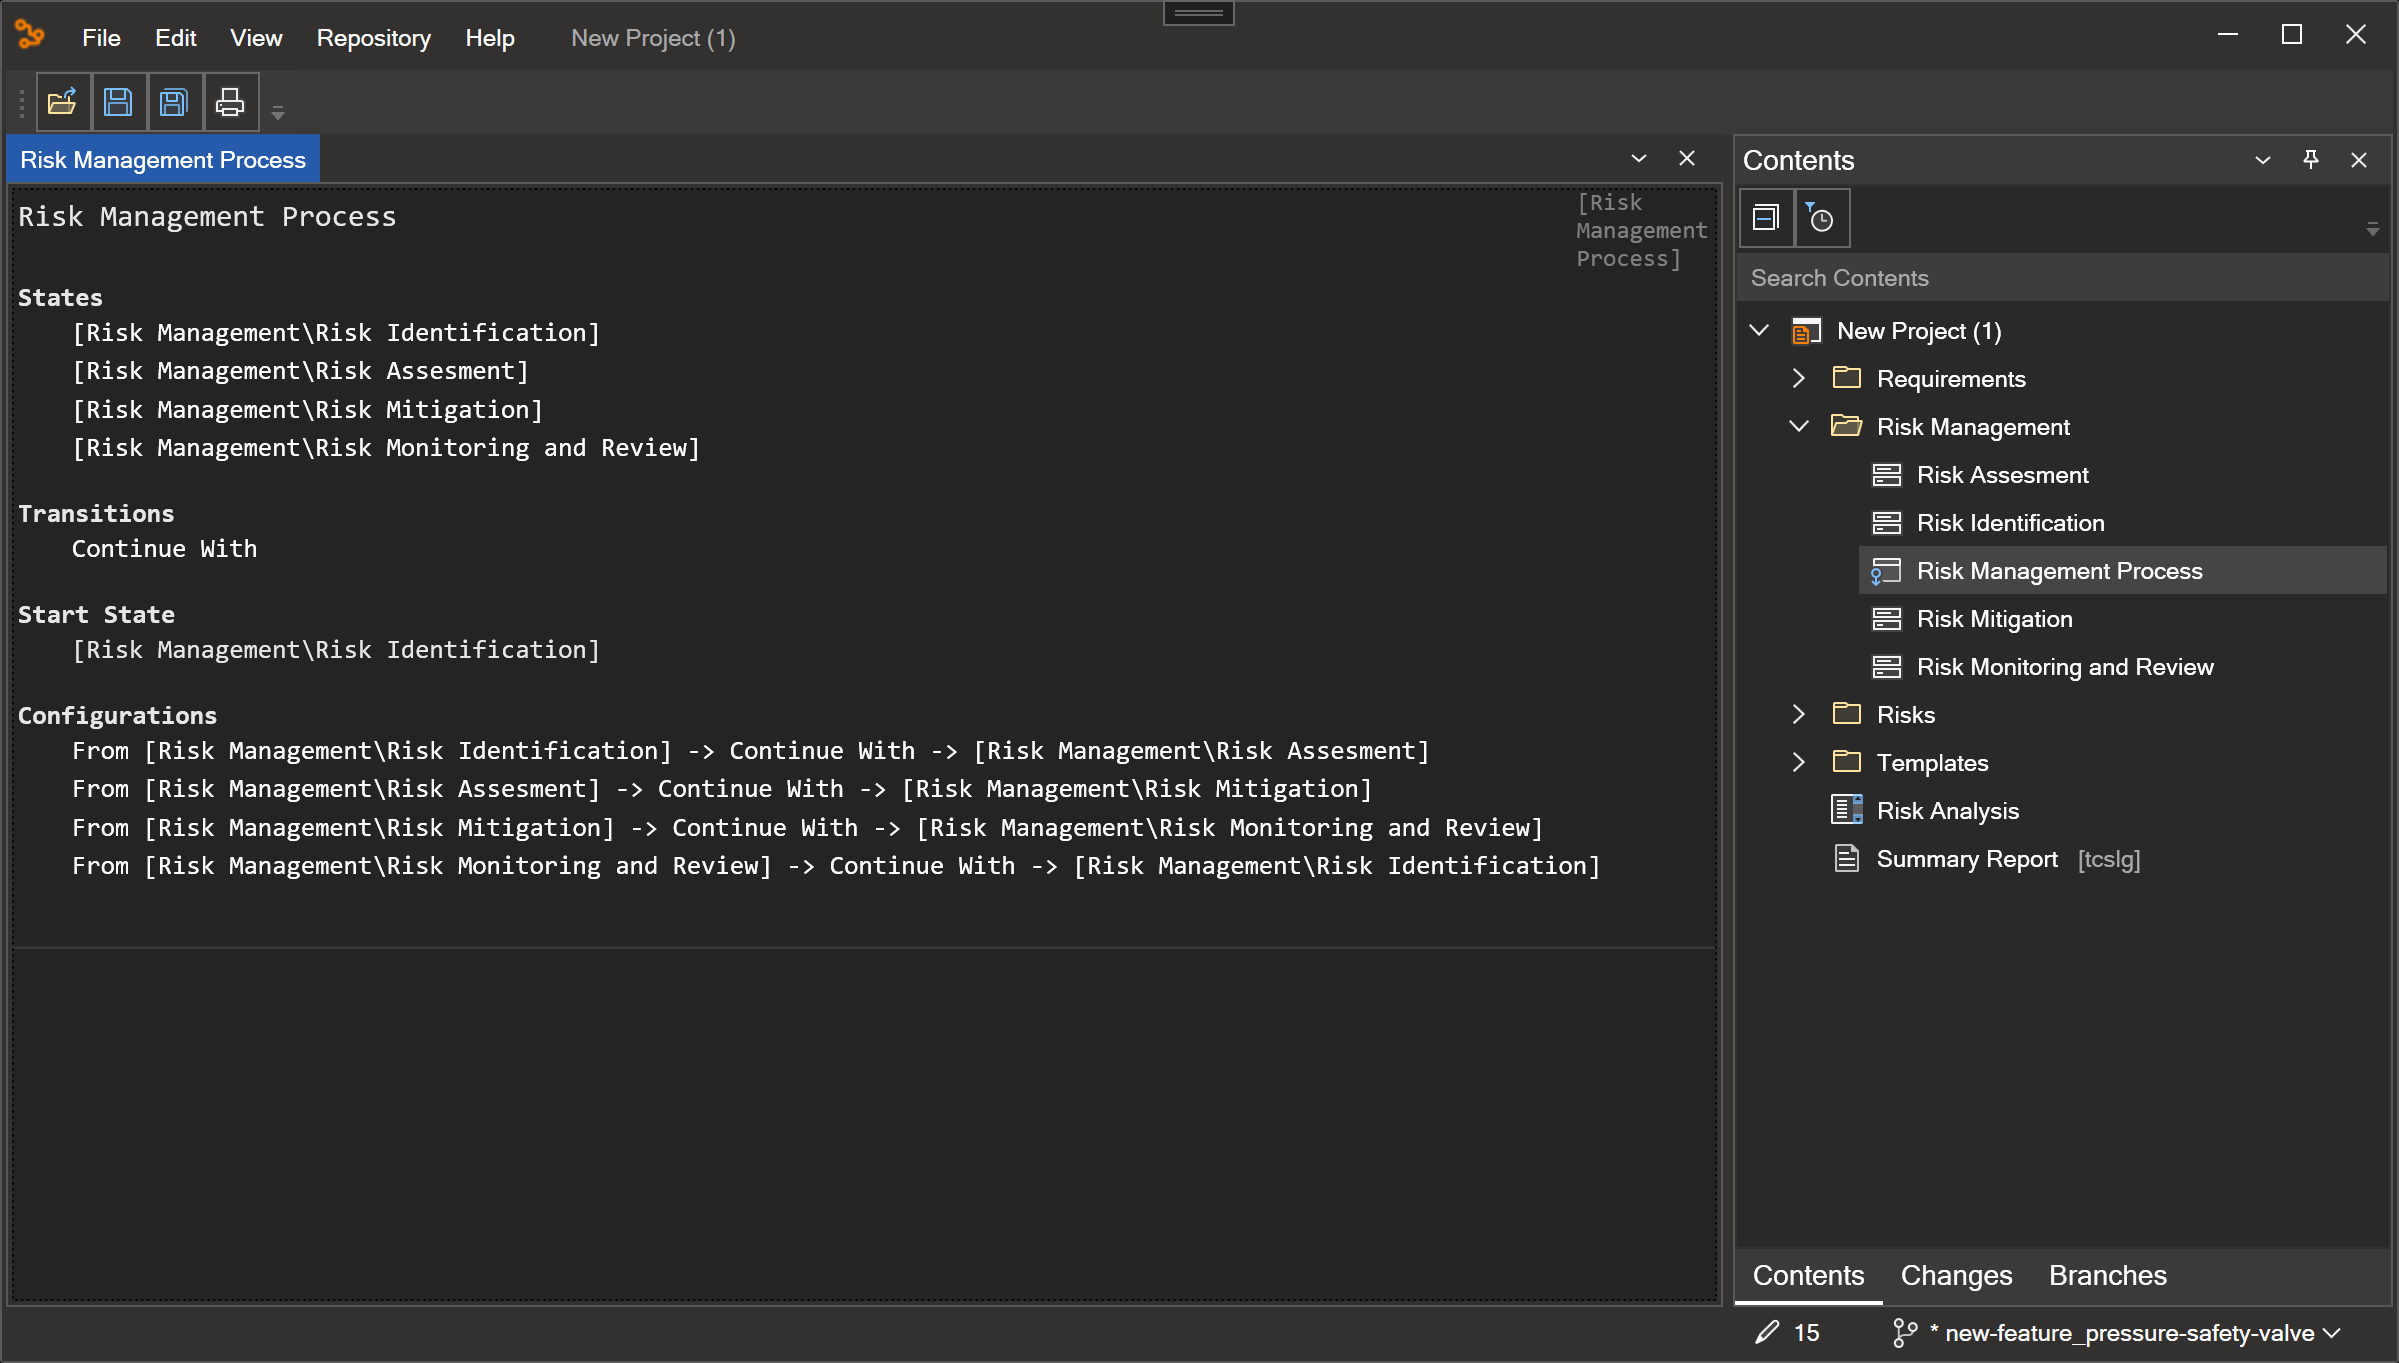 File Edit View Repository Help New Project (1)
Risk Management Process
Risk Management Process
[Risk
Management
Process]
States
[Risk Management\Risk Identification]
[Risk Management\Risk Assesment]
[Risk Management\Risk Mitigation]
[Risk Management\Risk Monitoring and Review]
Transitions
Continue With
Start State
[Risk Management\Risk Identification]
Configurations
From [Risk Management\Risk Identification] -> Continue With -> [Risk Management\Risk Assesment]
From [Risk Management\Risk Assesment] -> Continue With -> [Risk Management\Risk Mitigation]
From [Risk Management\Risk Mitigation] -> Continue With -> [Risk Management\Risk Monitoring and Review]
From [Risk Management\Risk Monitoring and Review] -> Continue With -> [Risk Management\Risk Identification]
Contents
Search Contents
New Project (1)
Requirements
Risk Management
Risk Assesment
Risk Identification
Risk Management Process
Risk Mitigation
Risk Monitoring and Review
Risks
Templates
Risk Analysis
Summary Report [tcslg]
Contents Changes Branches
15 * new-feature_pressure-safety-valve